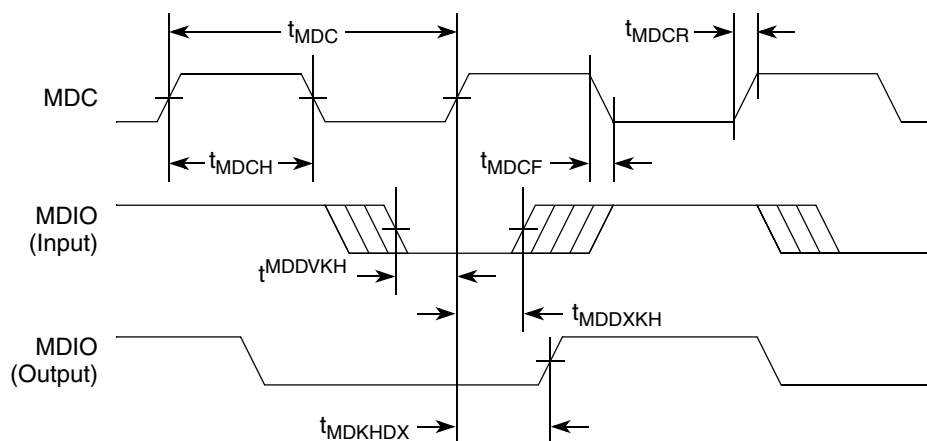 tMDC
tMDCR
MDC
tMDCH
tMDCF
MDIO
(Input)
tMDDVKH
tMDDXKH
MDIO
(Output)
tMDKHDX